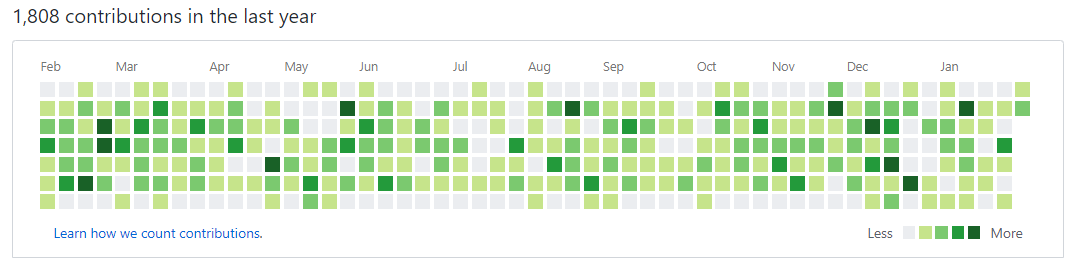 1,808 contributions in the last year
Feb Mar Apr May Jun Jul Aug Sep Oct Nov Dec Jan
Learn how we count contributions.
Less More